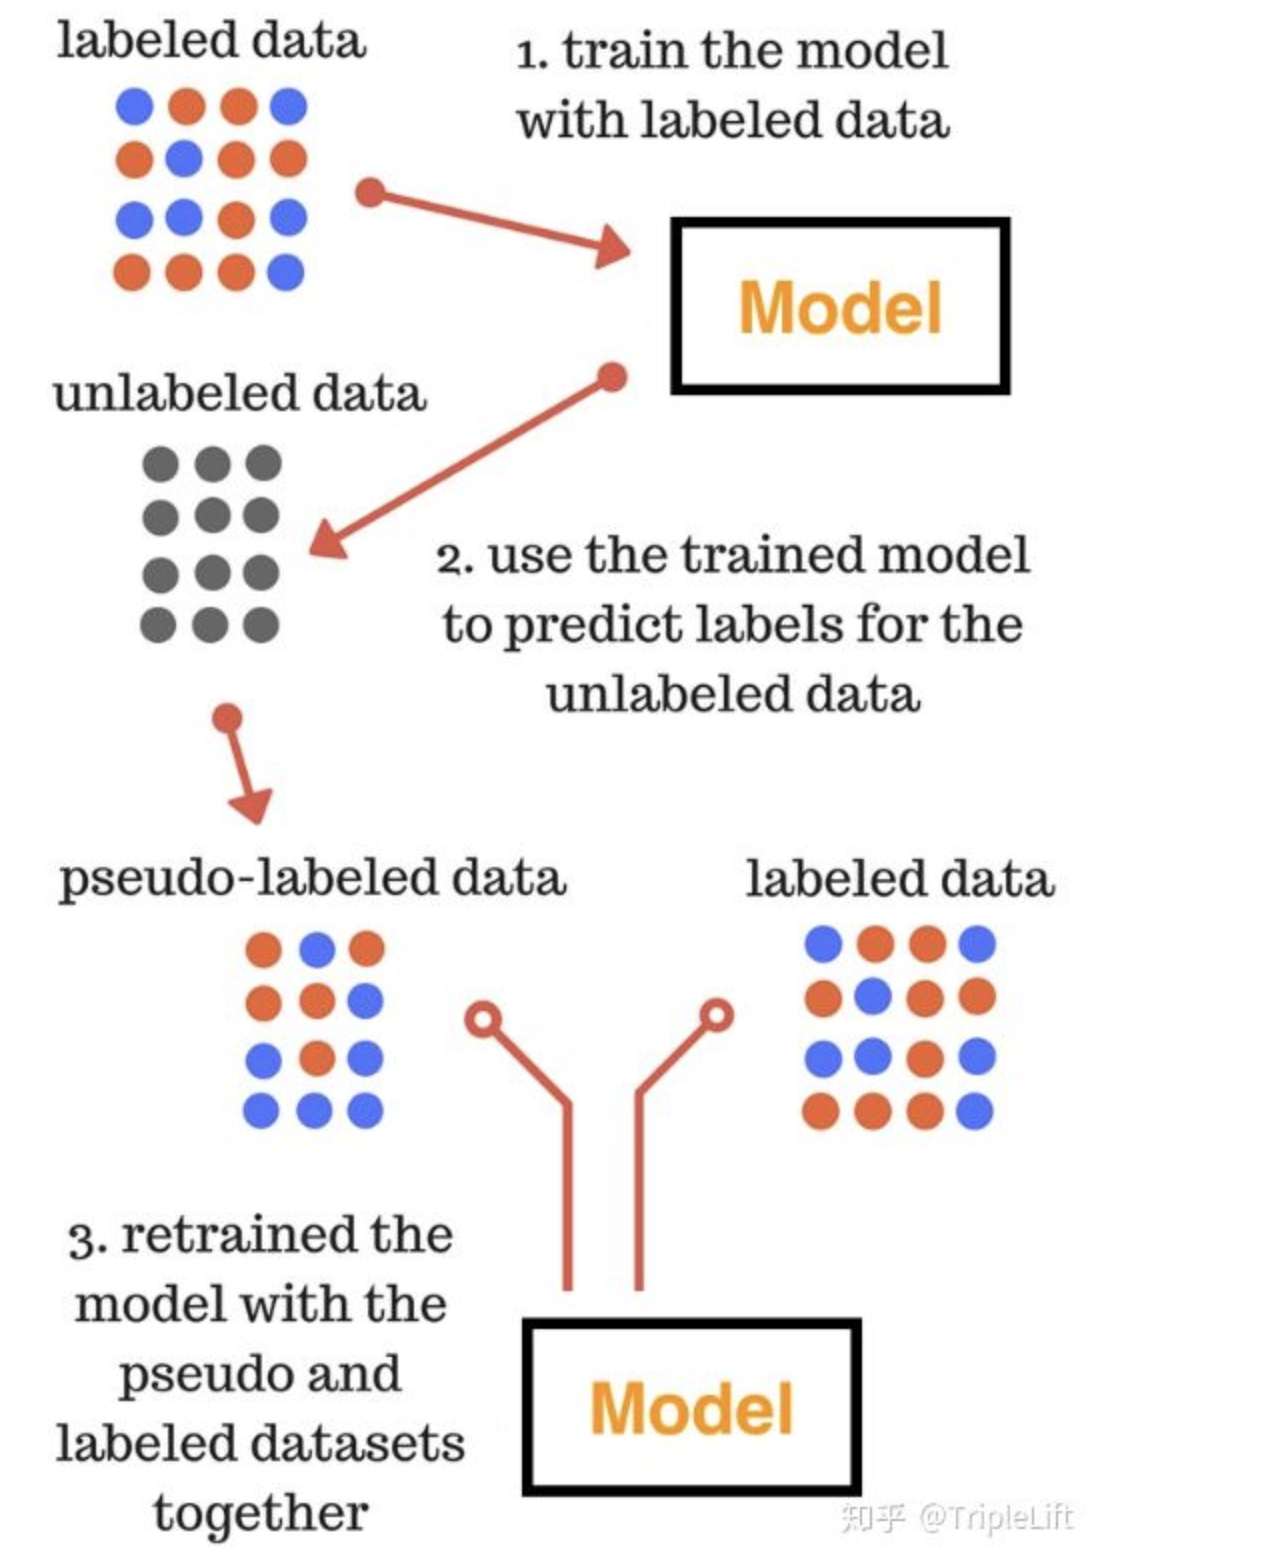 labeled data
1. train the model
with labeled data
Model
unlabeled data
2. use the trained model
to predict labels for the
unlabeled data
pseudo-labeled data
labeled data
3. retrained the
model with the
pseudo and
labeled datasets
together
Model
知乎 @TripleLift